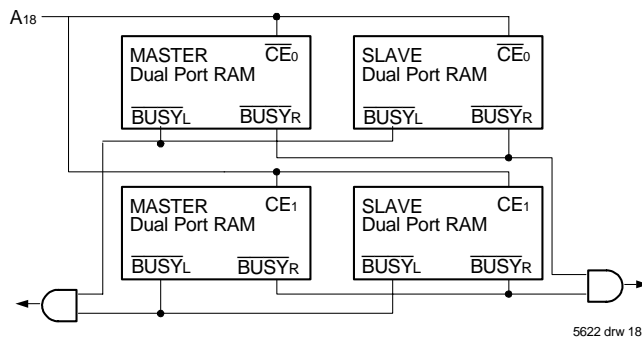 A18
MASTER CE0
Dual Port RAM
BUSYL BUSYR
SLAVE CE0
Dual Port RAM
BUSYL BUSYR
MASTER CE1
Dual Port RAM
BUSYL BUSYR
SLAVE CE1
Dual Port RAM
BUSYL BUSYR
5622 drw 18